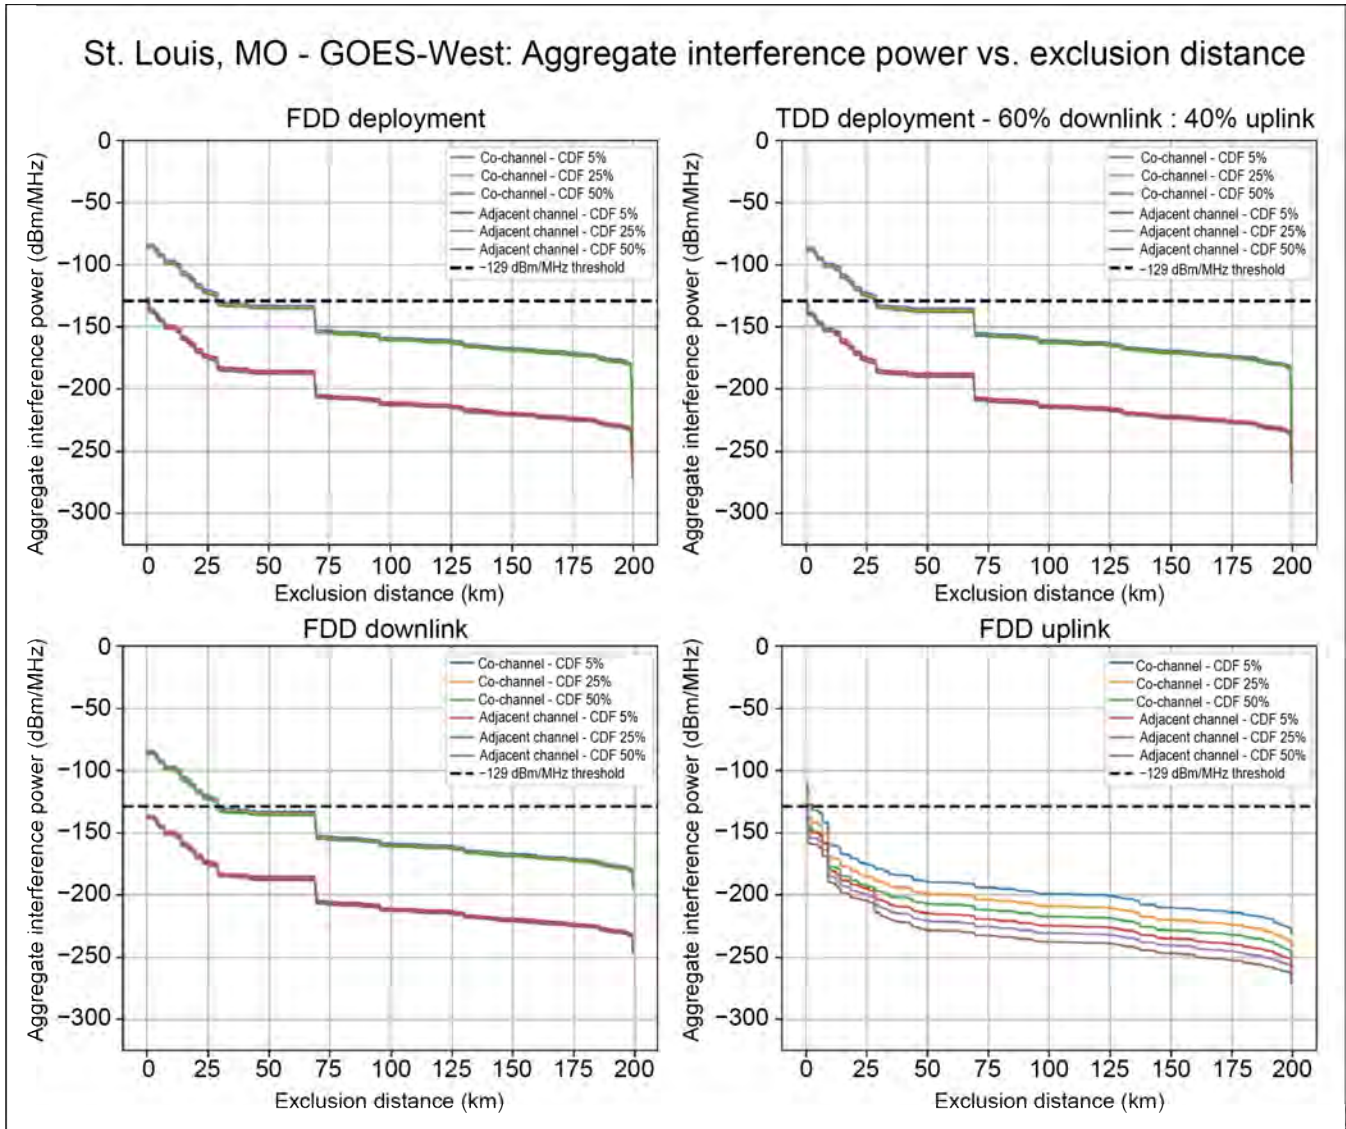 St. Louis, MO - GOES-West: Aggregate interference power vs. exclusion distance
FDD deployment
Aggregate interference power (dBm/MHz)
0
−50
−100
−150
−200
−250
−300
Co-channel - CDF 5%
Co-channel - CDF 25%
Co-channel - CDF 50%
Adjacent channel - CDF 5%
Adjacent channel - CDF 25%
Adjacent channel - CDF 50%
−129 dBm/MHz threshold
0 25 50 75 100 125 150 175 200
Exclusion distance (km)
TDD deployment - 60% downlink : 40% uplink
Aggregate interference power (dBm/MHz)
0
−50
−100
−150
−200
−250
−300
Co-channel - CDF 5%
Co-channel - CDF 25%
Co-channel - CDF 50%
Adjacent channel - CDF 5%
Adjacent channel - CDF 25%
Adjacent channel - CDF 50%
−129 dBm/MHz threshold
0 25 50 75 100 125 150 175 200
Exclusion distance (km)
FDD downlink
Aggregate interference power (dBm/MHz)
0
−50
−100
−150
−200
−250
−300
Co-channel - CDF 5%
Co-channel - CDF 25%
Co-channel - CDF 50%
Adjacent channel - CDF 5%
Adjacent channel - CDF 25%
Adjacent channel - CDF 50%
−129 dBm/MHz threshold
0 25 50 75 100 125 150 175 200
Exclusion distance (km)
FDD uplink
Aggregate interference power (dBm/MHz)
0
−50
−100
−150
−200
−250
−300
Co-channel - CDF 5%
Co-channel - CDF 25%
Co-channel - CDF 50%
Adjacent channel - CDF 5%
Adjacent channel - CDF 25%
Adjacent channel - CDF 50%
−129 dBm/MHz threshold
0 25 50 75 100 125 150 175 200
Exclusion distance (km)